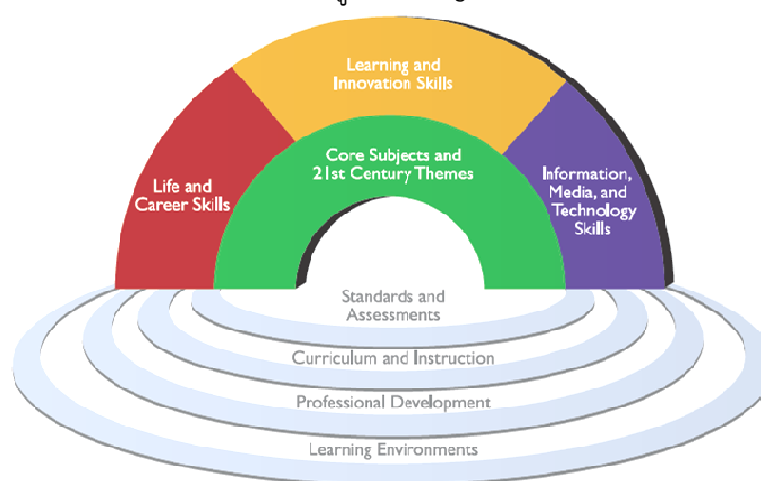 Learning and
Innovation Skills
Core Subjects and
21st Century Themes
Life and
Career Skills
Information,
Media, and
Technology
Skills
Standards and
Assessments
Curriculum and Instruction
Professional Development
Learning Environments